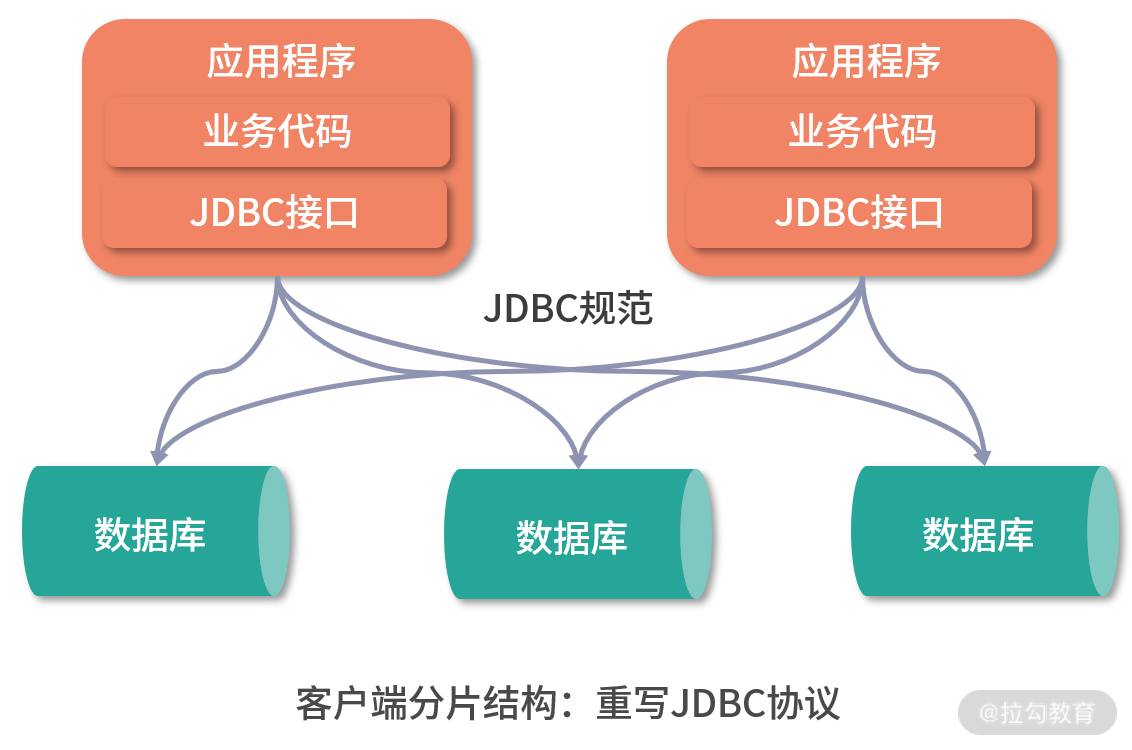 应用程序
业务代码
JDBC接口
应用程序
业务代码
JDBC接口
JDBC规范
数据库
数据库
数据库
客户端分片结构：重写JDBC协议
@拉勾教育